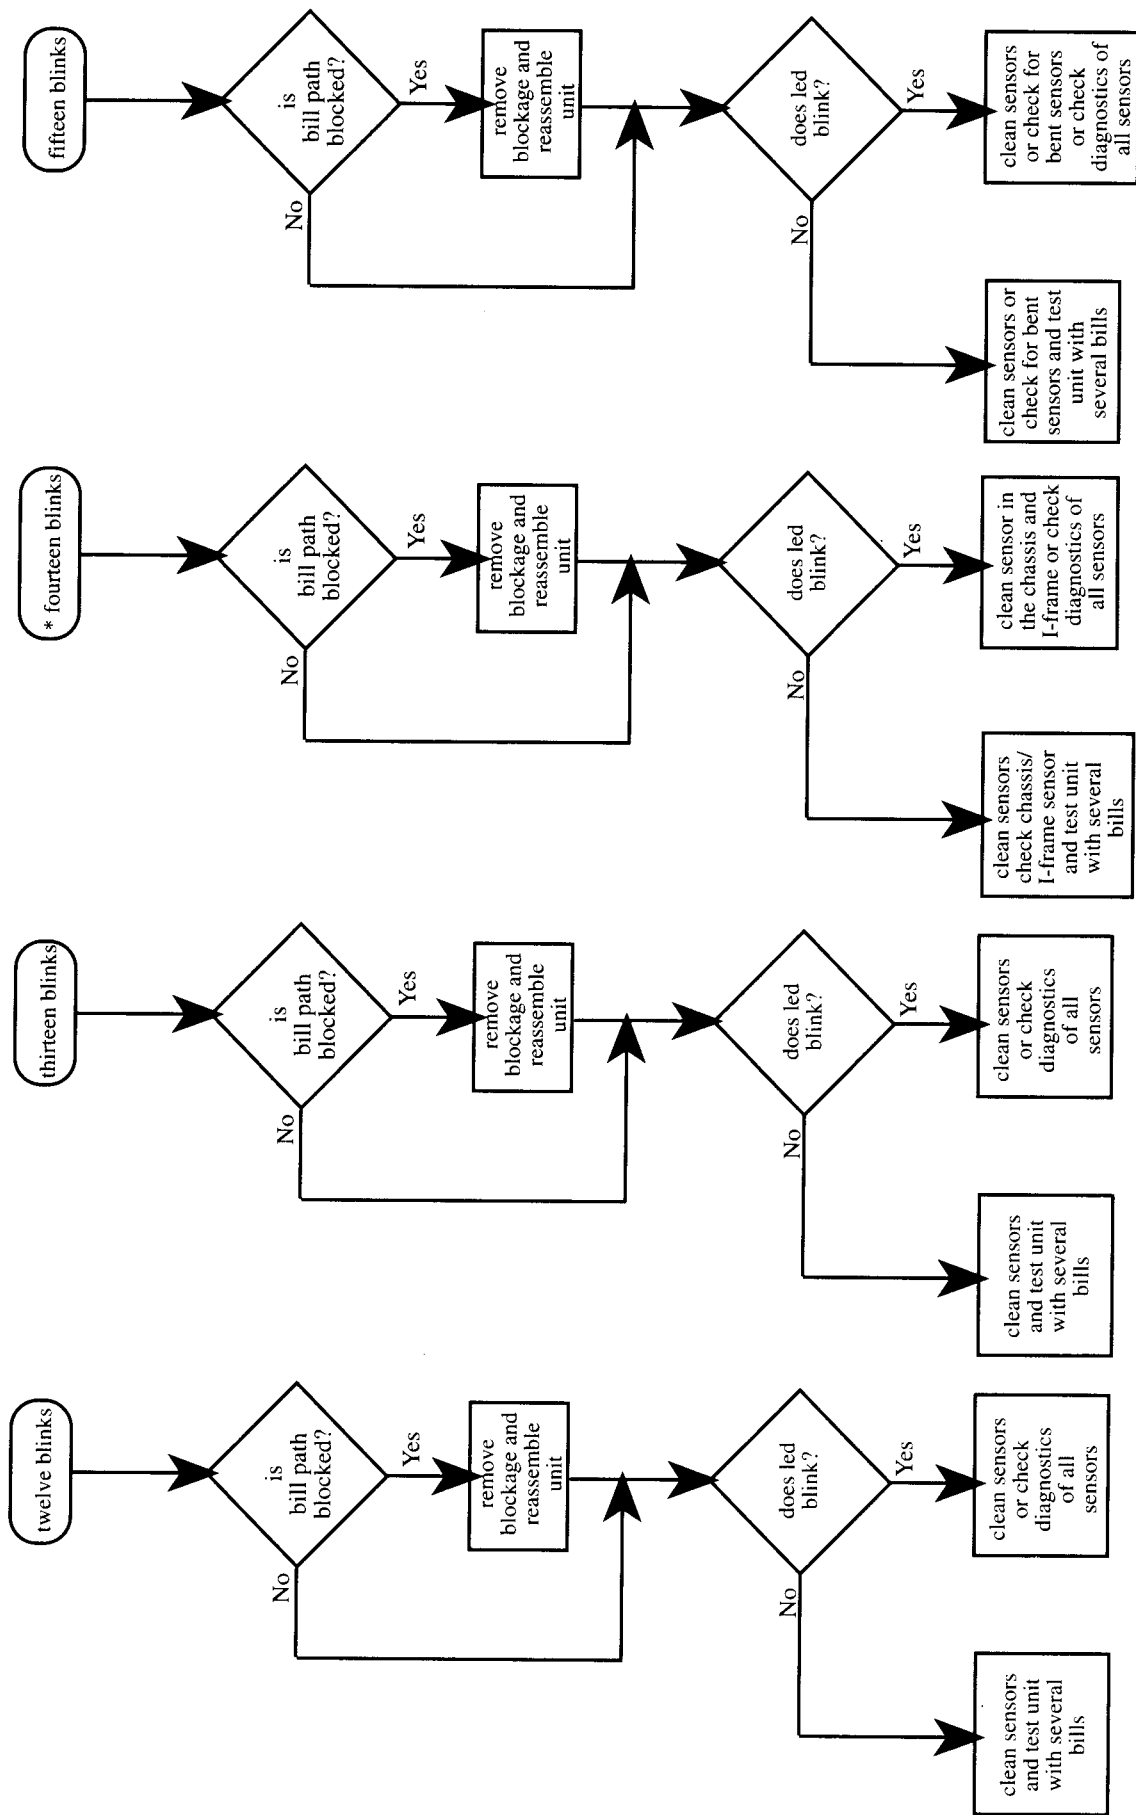 twelve blinks
is
bill path
blocked?
Yes
No
remove
blockage and
reassemble
unit
does led
blink?
Yes
No
clean sensors
and test unit
with several
bills
clean sensors
or check
diagnostics
of all
sensors
thirteen blinks
is
bill path
blocked?
Yes
No
remove
blockage and
reassemble
unit
does led
blink?
Yes
No
clean sensors
and test unit
with several
bills
clean sensors
or check
diagnostics
of all
sensors
* fourteen blinks
is
bill path
blocked?
Yes
No
remove
blockage and
reassemble
unit
does led
blink?
Yes
No
clean sensors
check chassis/
I-frame sensor
and test unit
with several
bills
clean sensor in
the chassis and
I-frame or check
diagnostics of
all sensors
fifteen blinks
is
bill path
blocked?
Yes
No
remove
blockage and
reassemble
unit
does led
blink?
Yes
No
clean sensors or
check for bent
sensors and test
unit with
several bills
clean sensors
or check for
bent sensors
or check
diagnostics of
all sensors